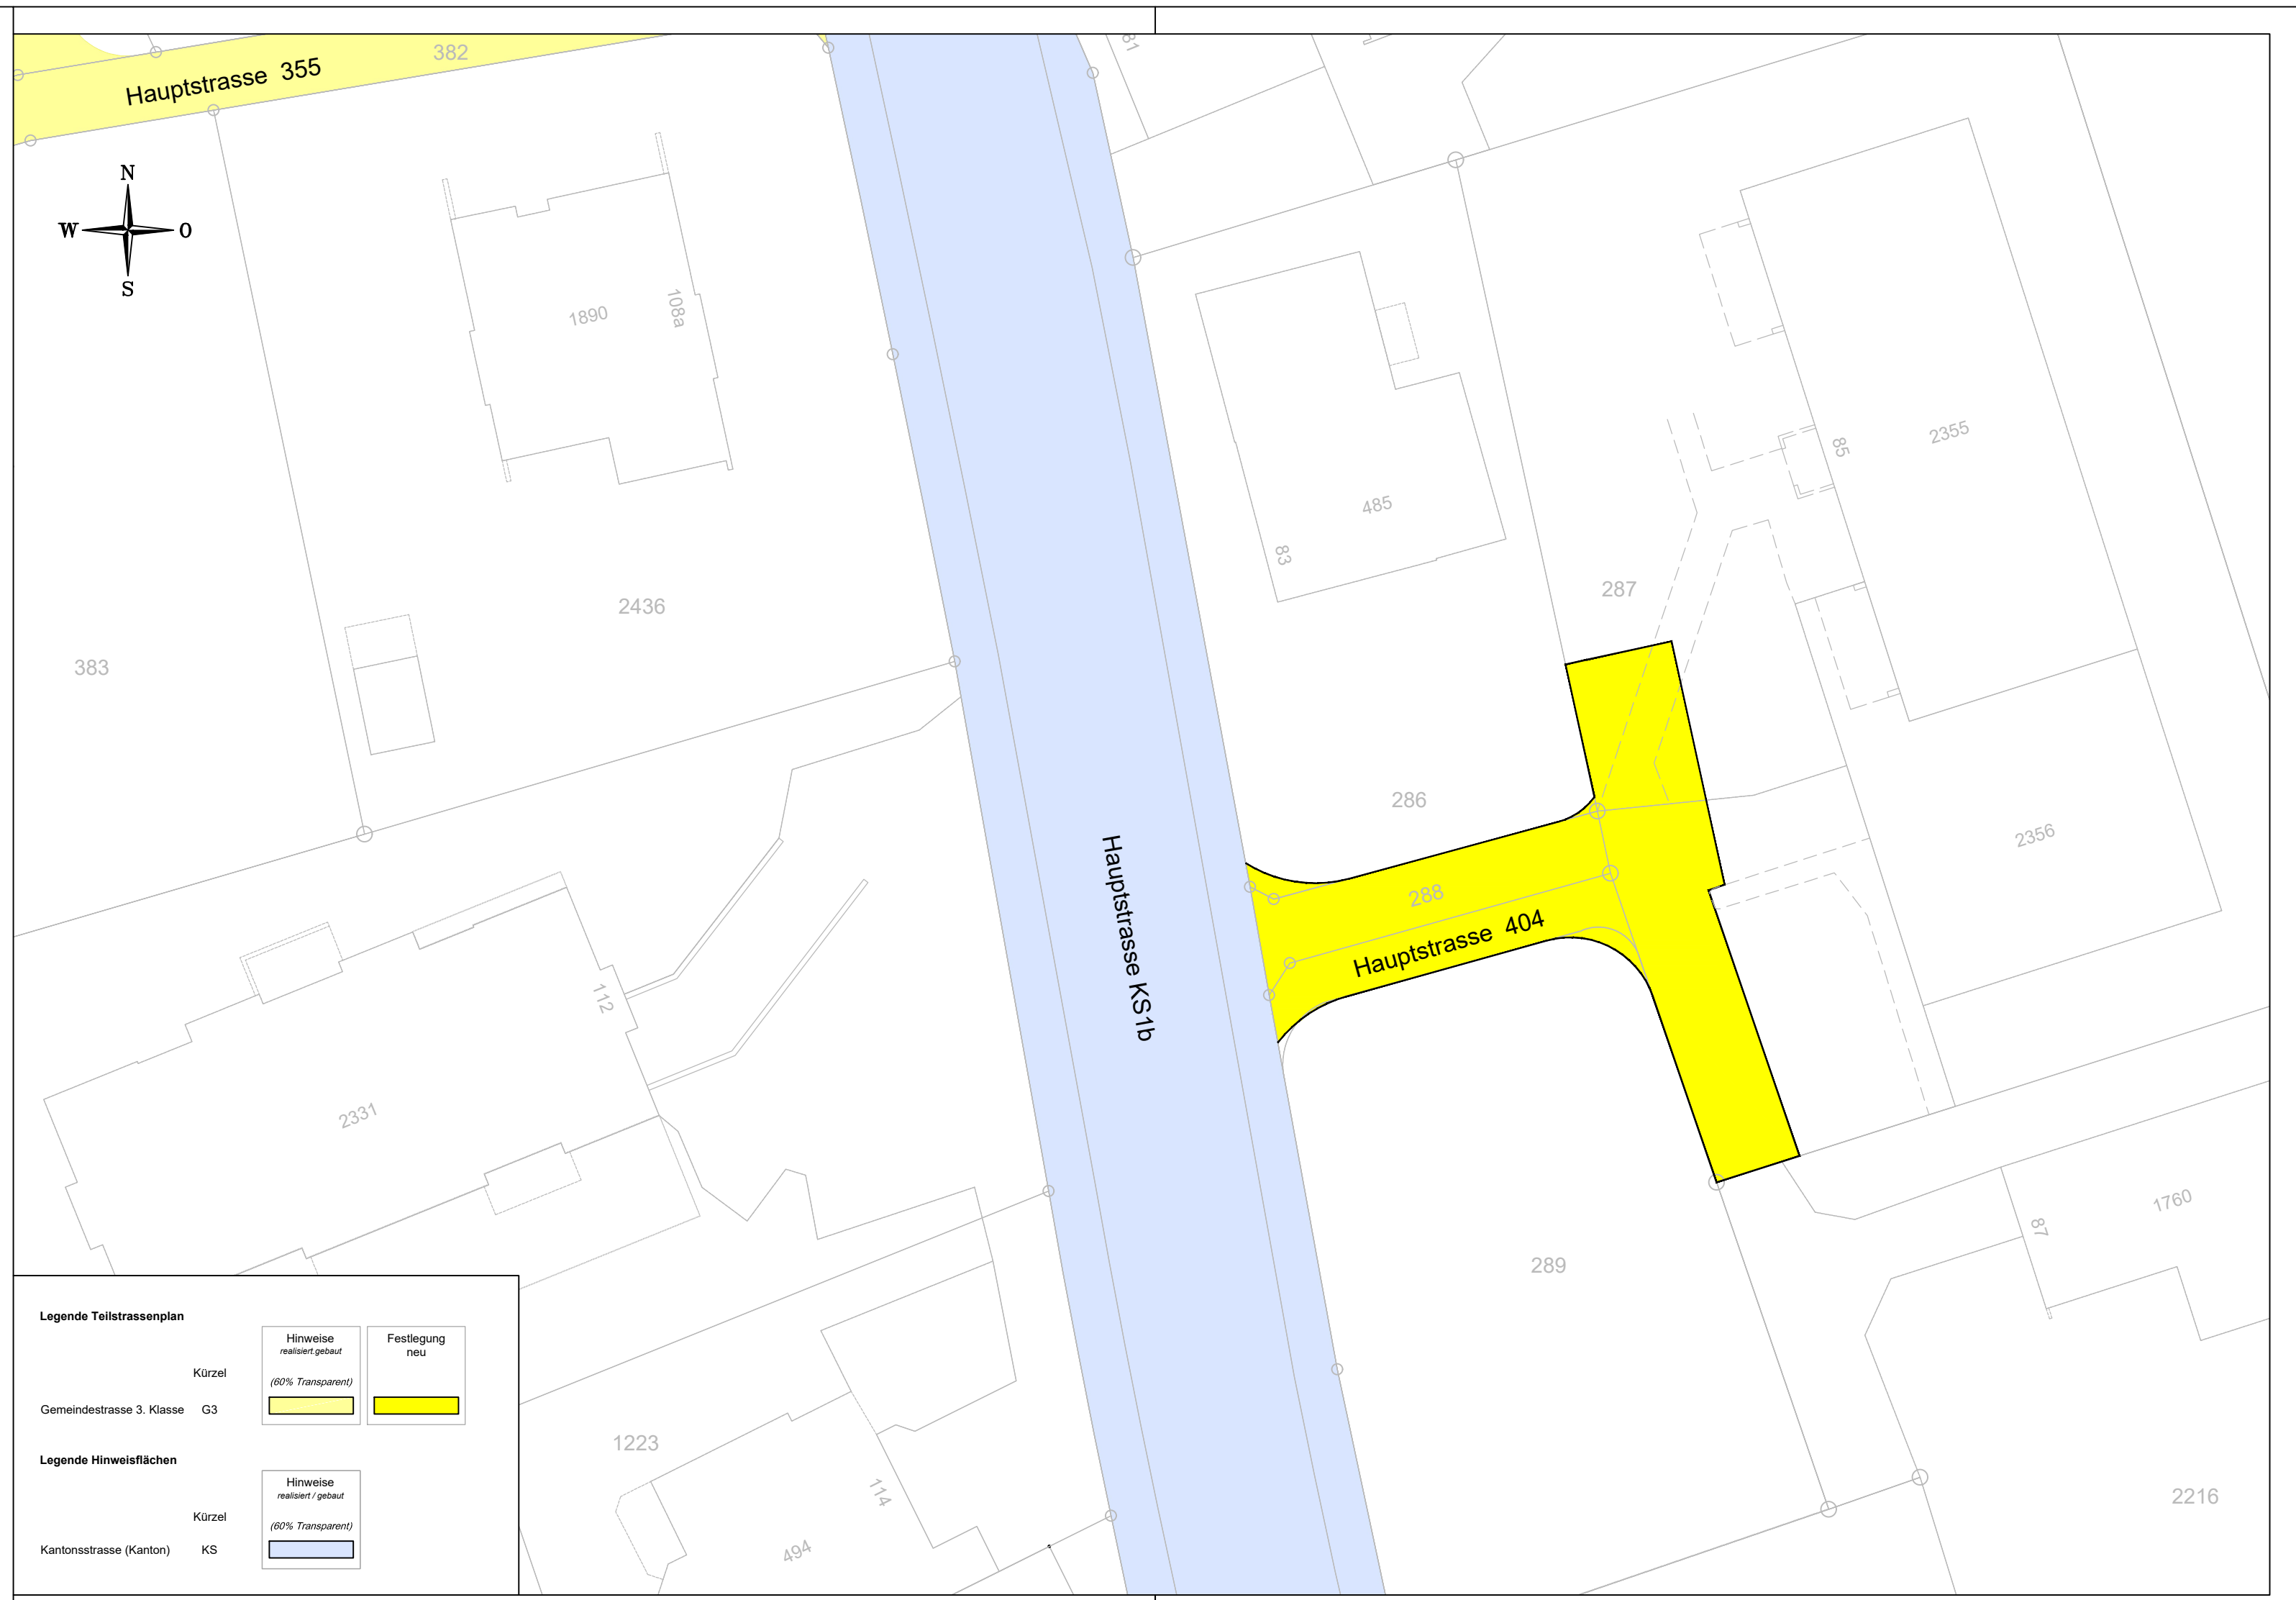 382
81
Hauptstrasse 355
N
W
O
S
1890
108a
2355
85
485
83
287
2436
383
286
2356
288
Hauptstrasse 404
Hauptstrasse KS1b
112
2331
1760
87
289
1223
114
494
2216
Legende Teilstrassenplan
Hinweise
realisiert.gebaut
Festlegung
neu
Kürzel
(60% Transparent)
Gemeindestrasse 3. Klasse G3
Legende Hinweisflächen
Hinweise
realisiert / gebaut
Kürzel
(60% Transparent)
Kantonsstrasse (Kanton) KS